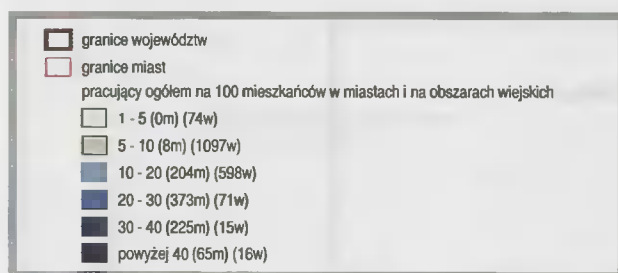 granice województw
granice miast
pracujący ogółem na 100 mieszkańców w miastach i na obszarach wiejskich
1 - 5 (0m) (74w)
5 - 10 (8m) (1097w)
10 - 20 (204m) (598w)
20 - 30 (373m) (71w)
30 - 40 (225m) (15w)
powyżej 40 (65m) (16w)